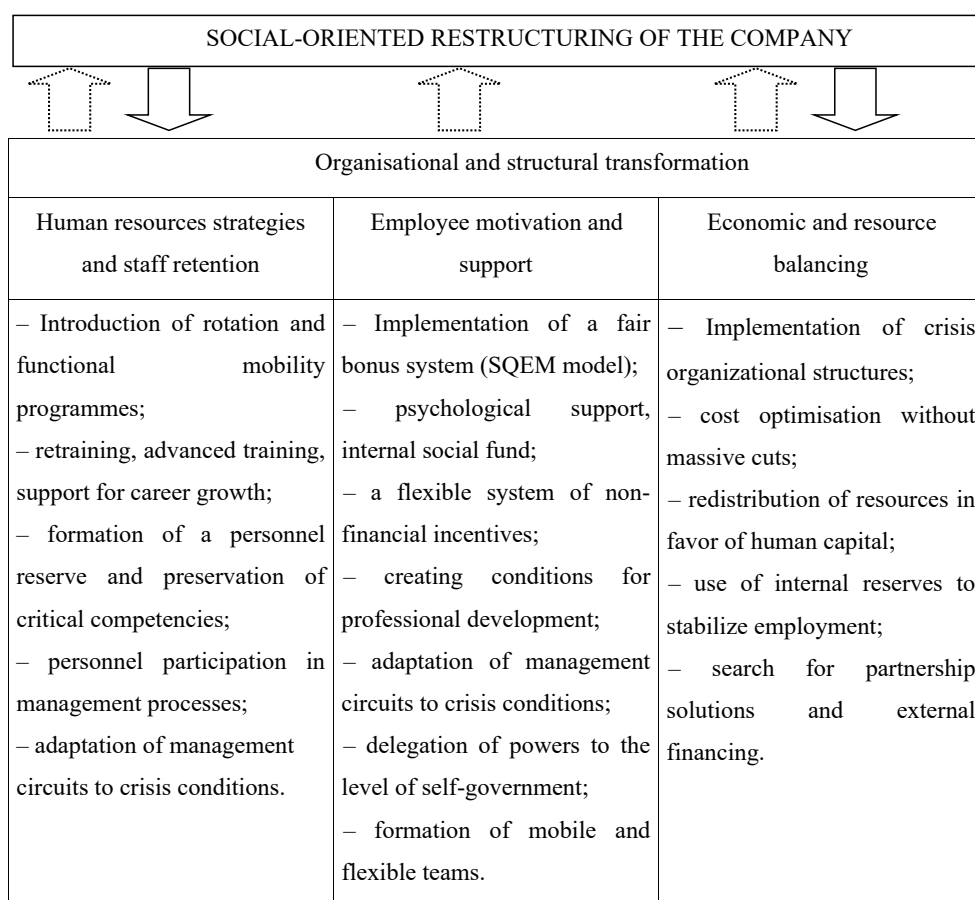 SOCIAL-ORIENTED RESTRUCTURING OF THE COMPANY
Organisational and structural transformation
Human resources strategies
and staff retention
Employee motivation and
support
Economic and resource
balancing
– Introduction of rotation and
functional mobility
programmes;
– retraining, advanced training,
support for career growth;
– formation of a personnel
reserve and preservation of
critical competencies;
– personnel participation in
management processes;
– adaptation of management
circuits to crisis conditions.
– Implementation of a fair
bonus system (SQEM model);
– psychological support,
internal social fund;
– a flexible system of non-
financial incentives;
– creating conditions for
professional development;
– adaptation of management
circuits to crisis conditions;
– delegation of powers to the
level of self-government;
– formation of mobile and
flexible teams.
– Implementation of crisis
organizational structures;
– cost optimisation without
massive cuts;
– redistribution of resources in
favor of human capital;
– use of internal reserves to
stabilize employment;
– search for partnership
solutions and external
financing.